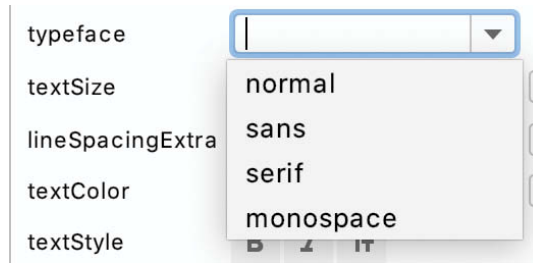 typeface
normal
textSize
sans
lineSpacingExtra
serif
textColor
monospace
textStyle